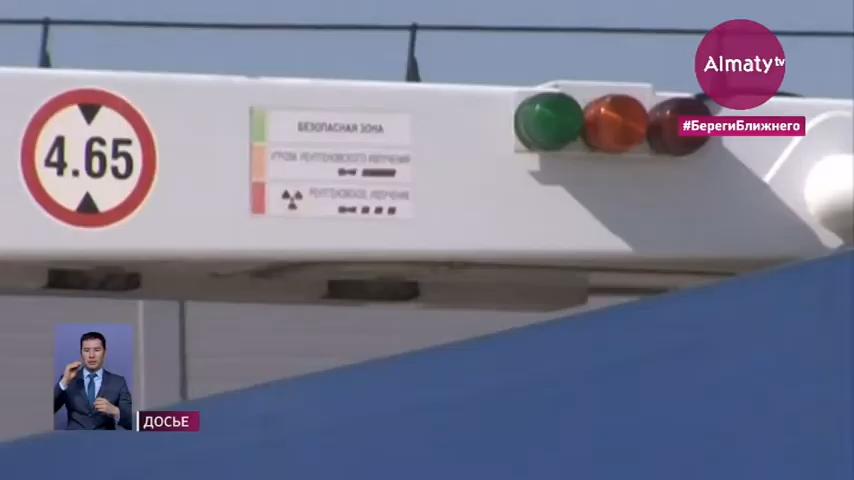 Almaty tv
#БерегиБлижнего
4.65
БЕЗОПАСНАЯ ЗОНА
УГРОЗА РЕНТГЕНОВСКОГО ИЗЛУЧЕНИЯ
РЕНТГЕНОВСКОЕ ИЗЛУЧЕНИЕ
ДОСЬЕ